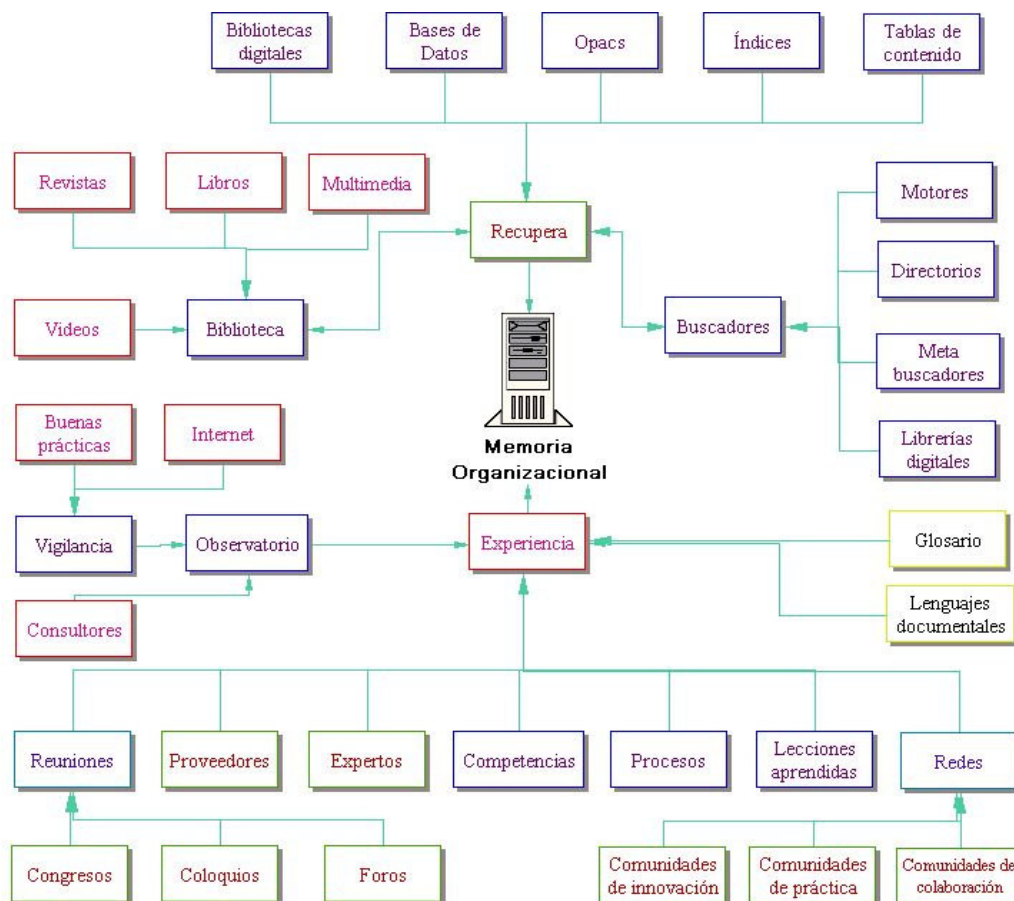 Bibliotecas
digitales
Bases de
Datos
Opacs
Índices
Tablas de
contenido
Revistas
Libros
Multimedia
Recupera
Motores
Directorios
Videos
Biblioteca
Buscadores
Meta
buscadores
Buenas
prácticas
Internet
Memoria
Organizacional
Librerías
digitales
Vigilancia
Observatorio
Experiencia
Glosario
Consultores
Lenguajes
documentales
Reuniones
Proveedores
Expertos
Competencias
Procesos
Lecciones
aprendidas
Redes
Congresos
Coloquios
Foros
Comunidades
de innovación
Comunidades
de práctica
Comunidades de
colaboración